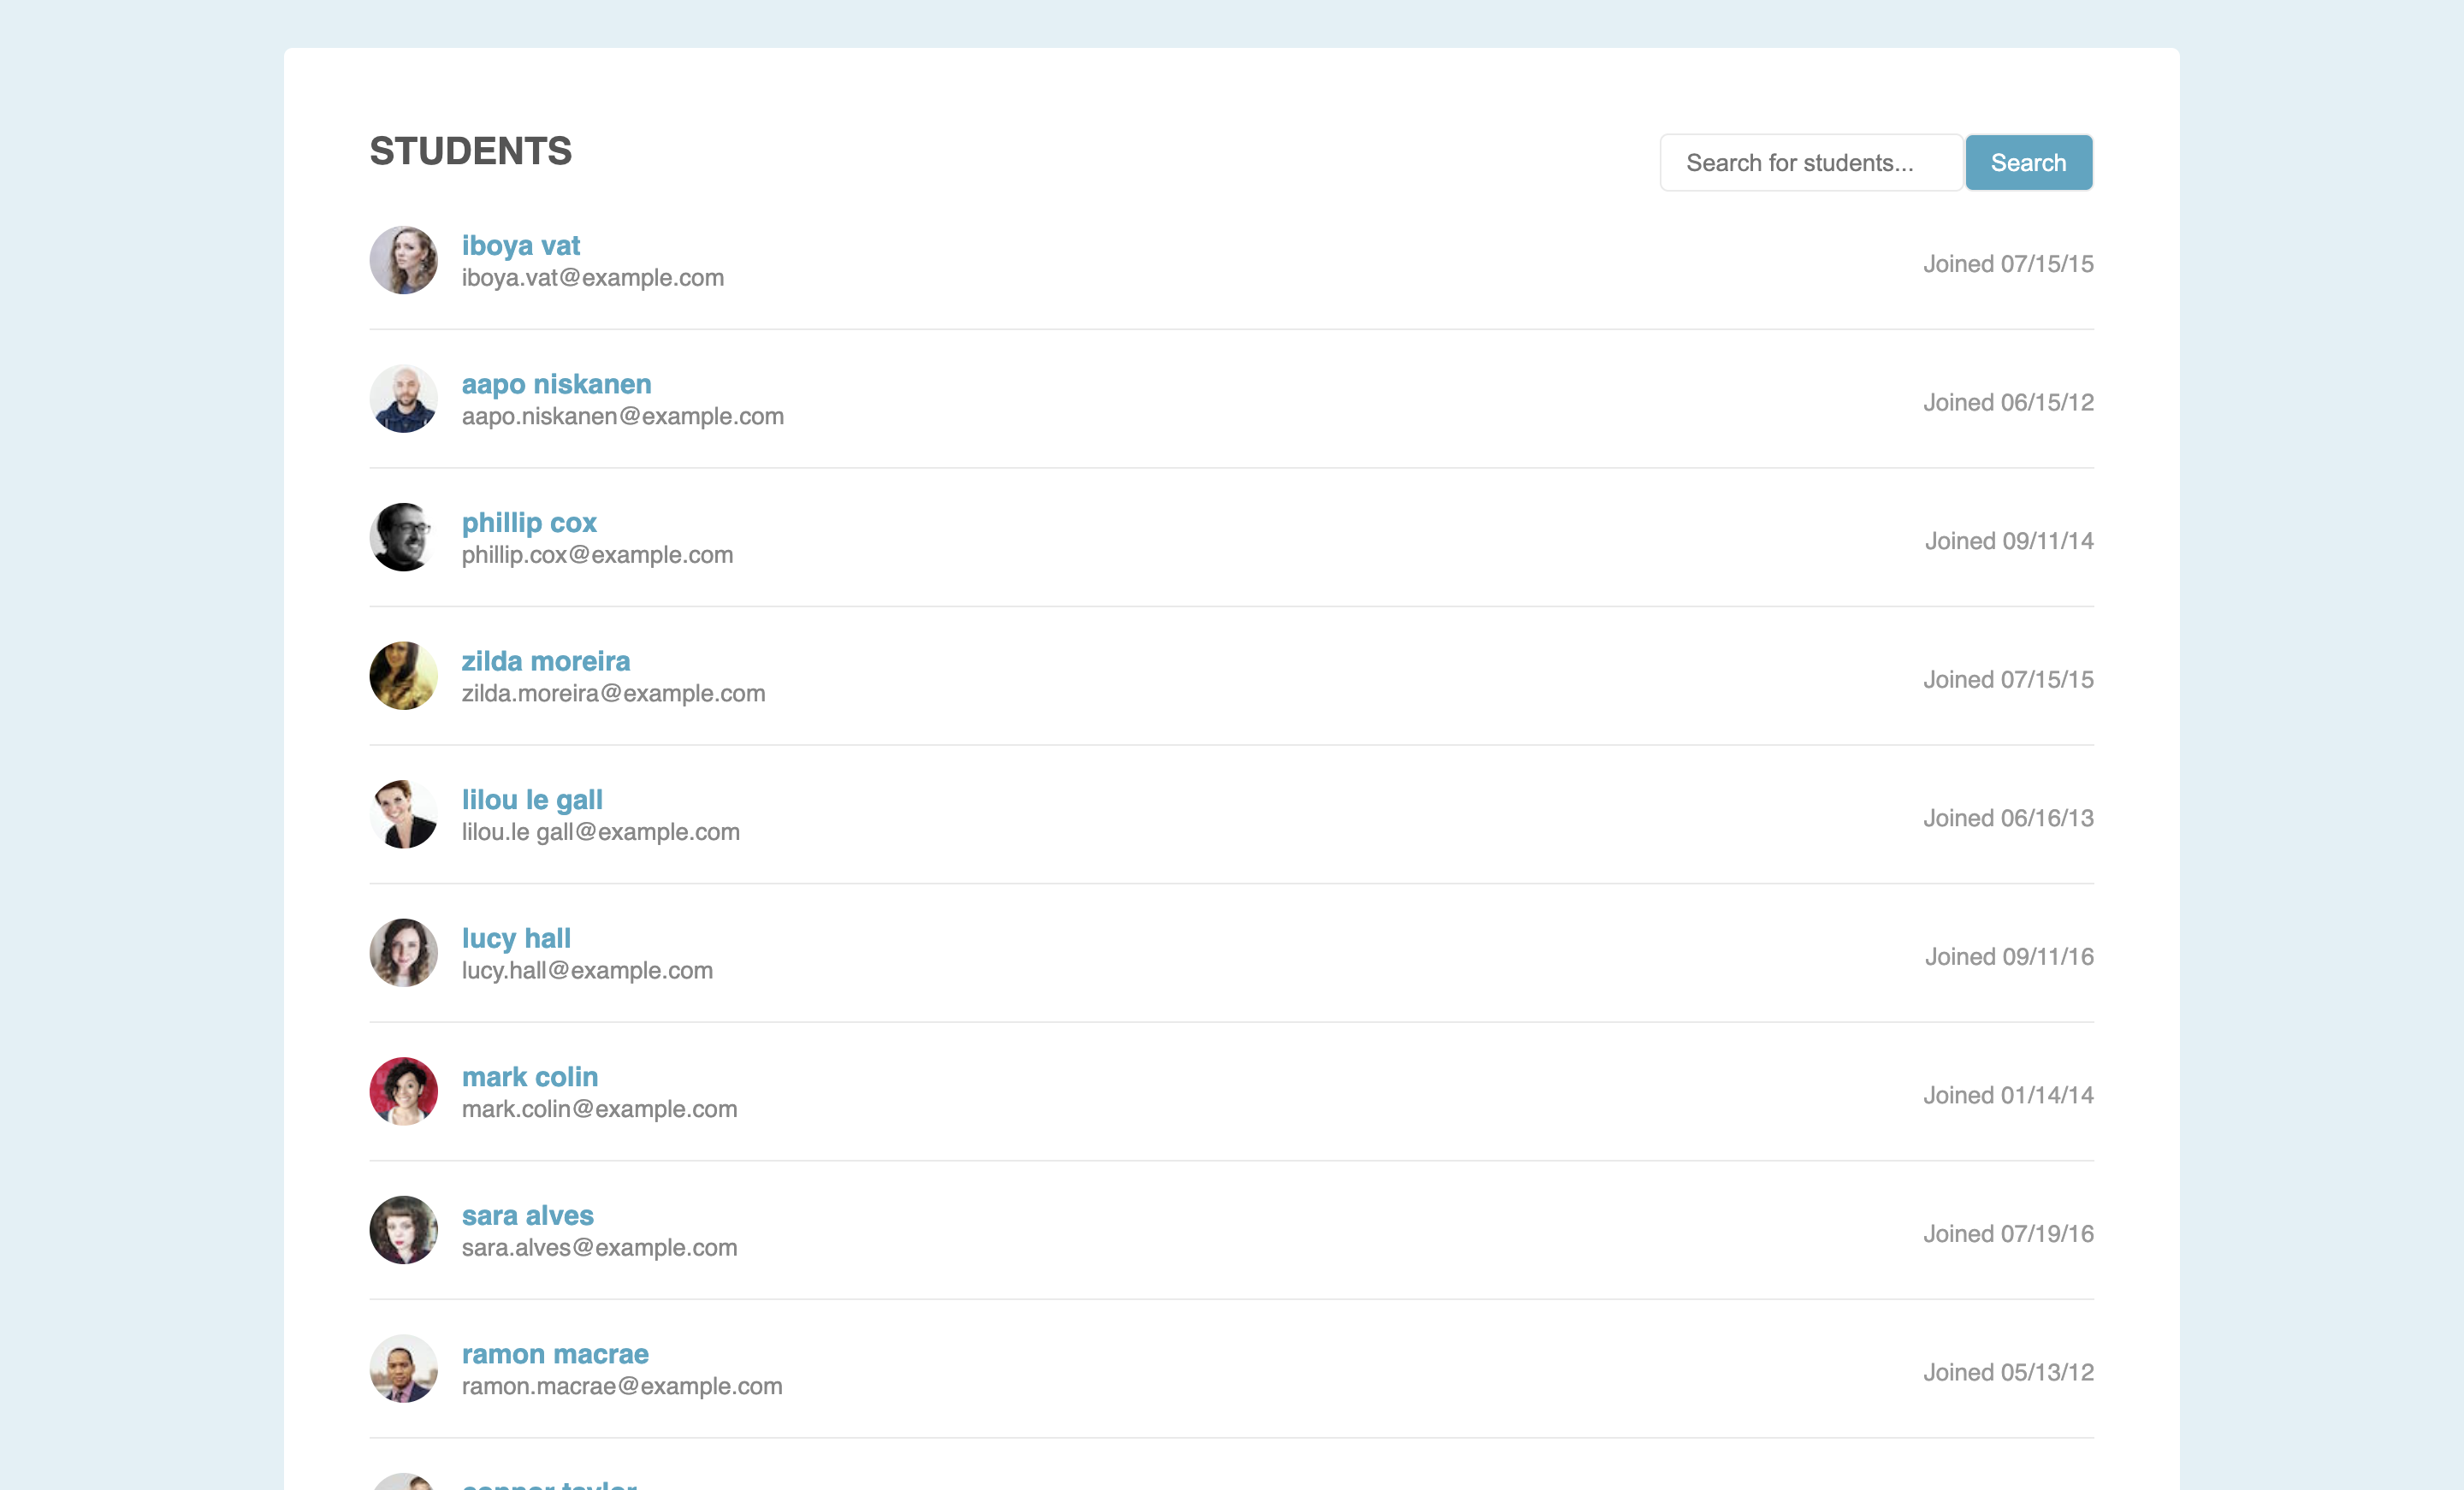 STUDENTS
Search for students...
Search
iboya vat
iboya.vat@example.com
Joined 07/15/15
aapo niskanen
aapo.niskanen@example.com
Joined 06/15/12
phillip cox
phillip.cox@example.com
Joined 09/11/14
zilda moreira
zilda.moreira@example.com
Joined 07/15/15
lilou le gall
lilou.le gall@example.com
Joined 06/16/13
lucy hall
lucy.hall@example.com
Joined 09/11/16
mark colin
mark.colin@example.com
Joined 01/14/14
sara alves
sara.alves@example.com
Joined 07/19/16
ramon macrae
ramon.macrae@example.com
Joined 05/13/12